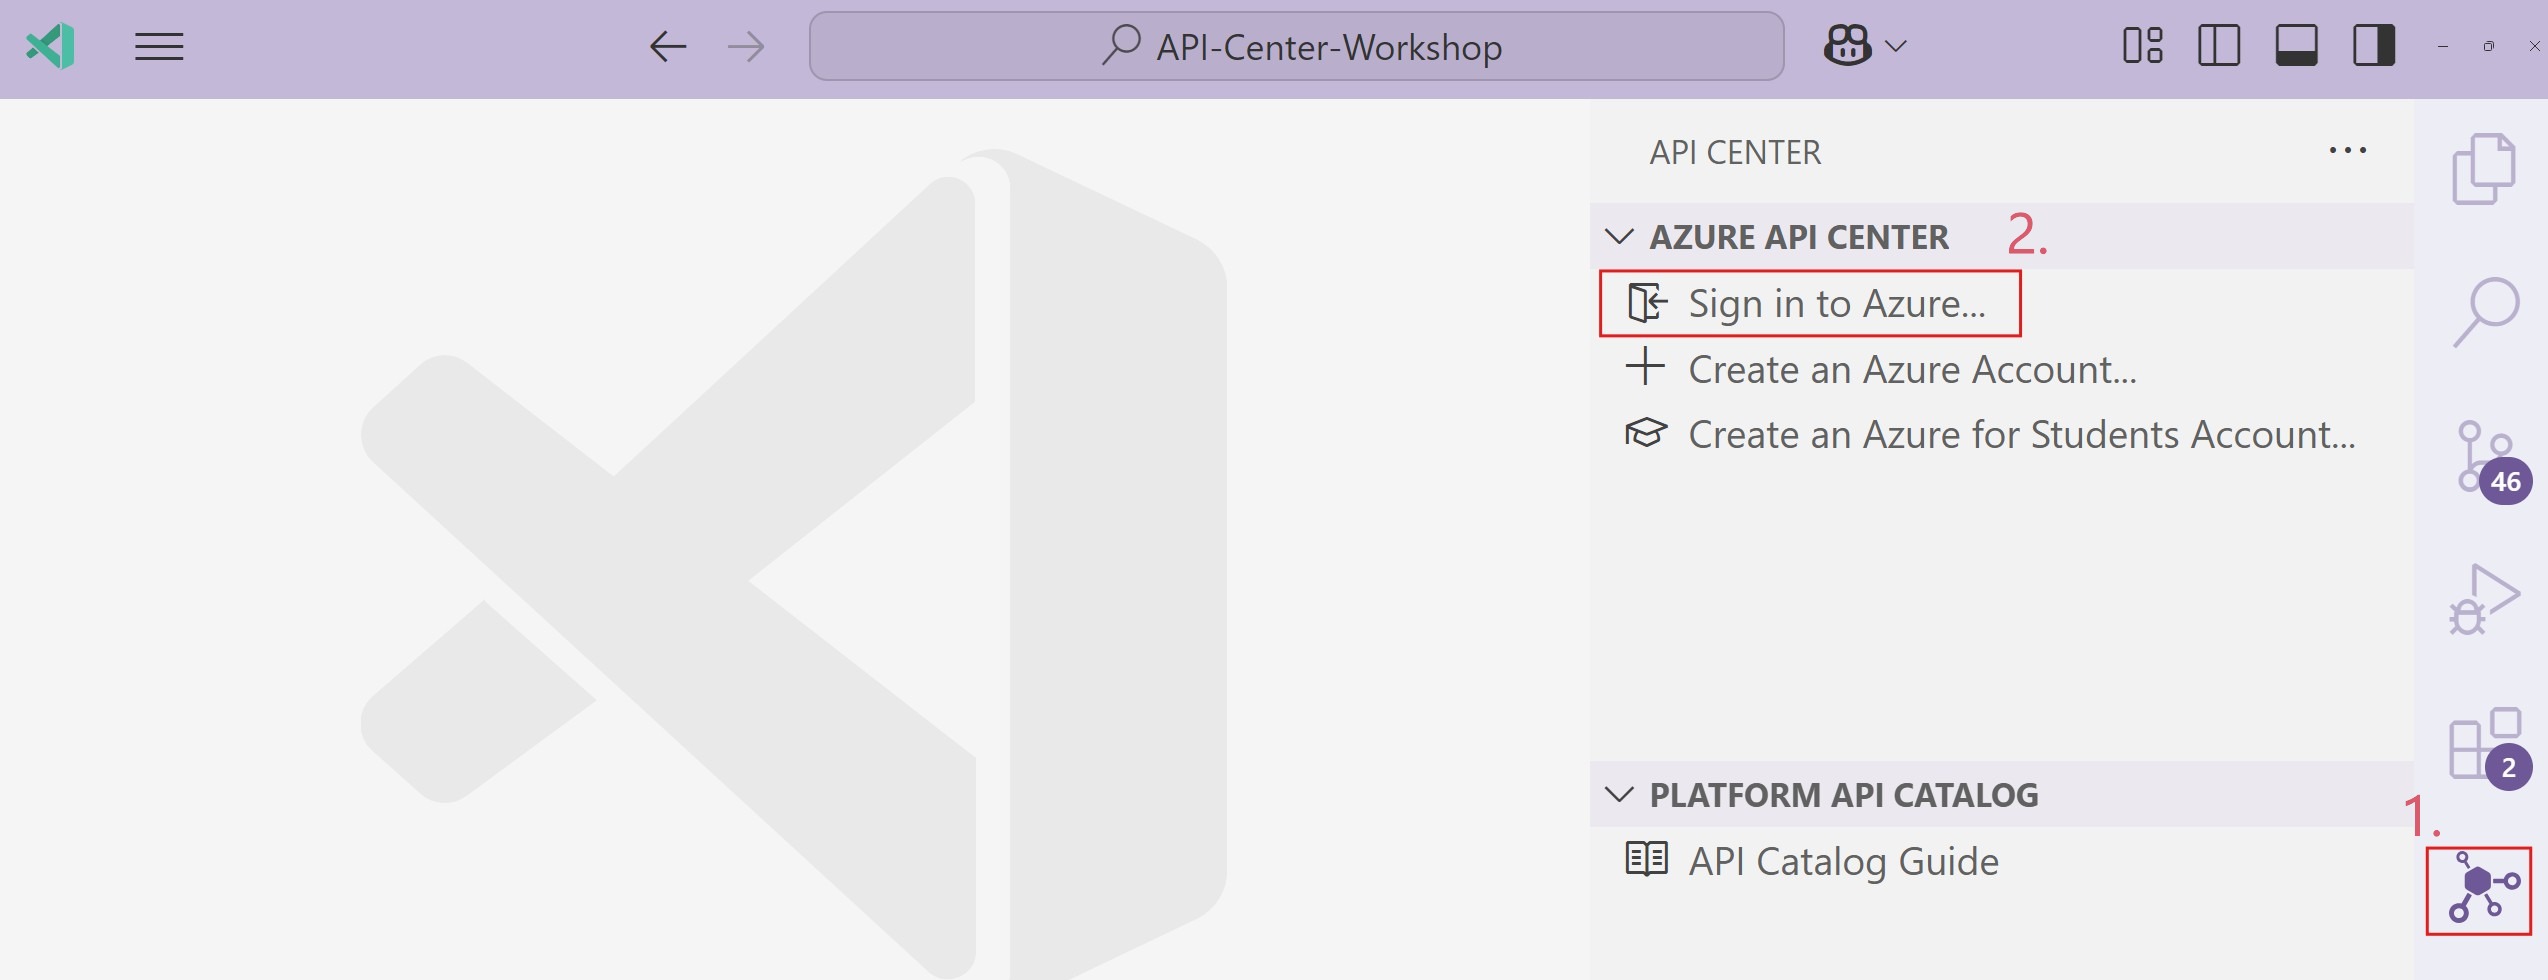 API-Center-Workshop
API CENTER
AZURE API CENTER 2.
Sign in to Azure...
Create an Azure Account...
Create an Azure for Students Account...
46
2
PLATFORM API CATALOG
1.
API Catalog Guide